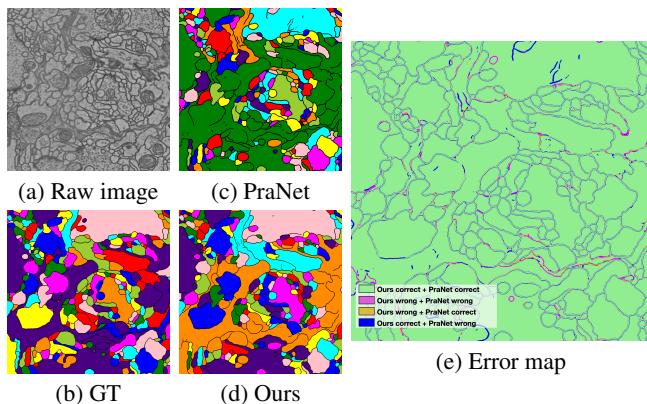 (a) Raw image
(c) PraNet
(b) GT
(d) Ours
Ours correct + PraNet correct
Ours wrong + PraNet wrong
Ours wrong + PraNet correct
Ours correct + PraNet wrong
(e) Error map